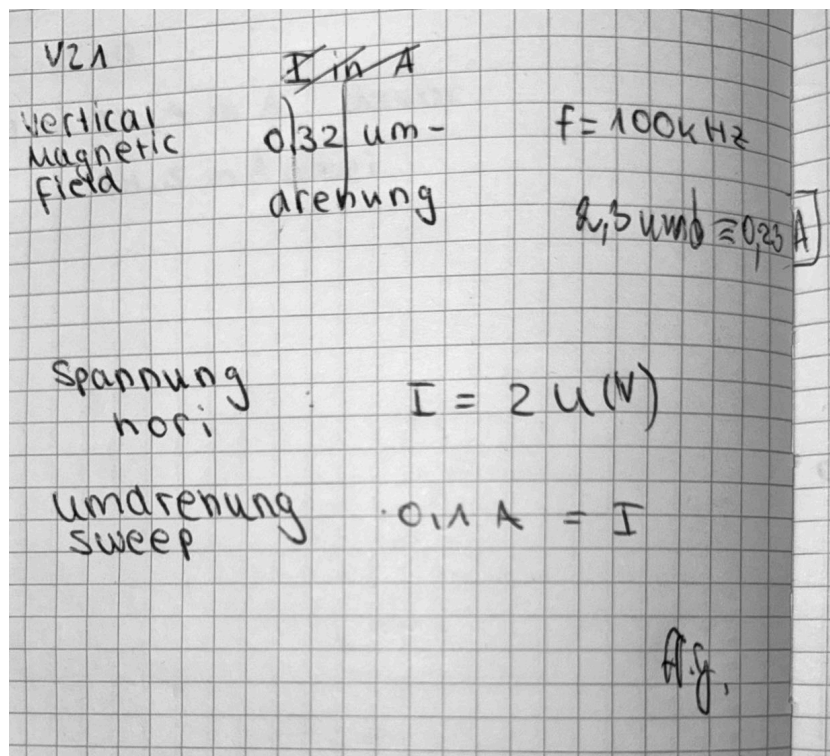 V21
I in A
vertical
magnetic
field
0,32 um-
drehung
f = 100kHz
2,3 umd ≙ 0,23 A
Spannung
hori
: I = 2 U (V)
Umdrehung
sweep
· 0,1 A = I
A.y.